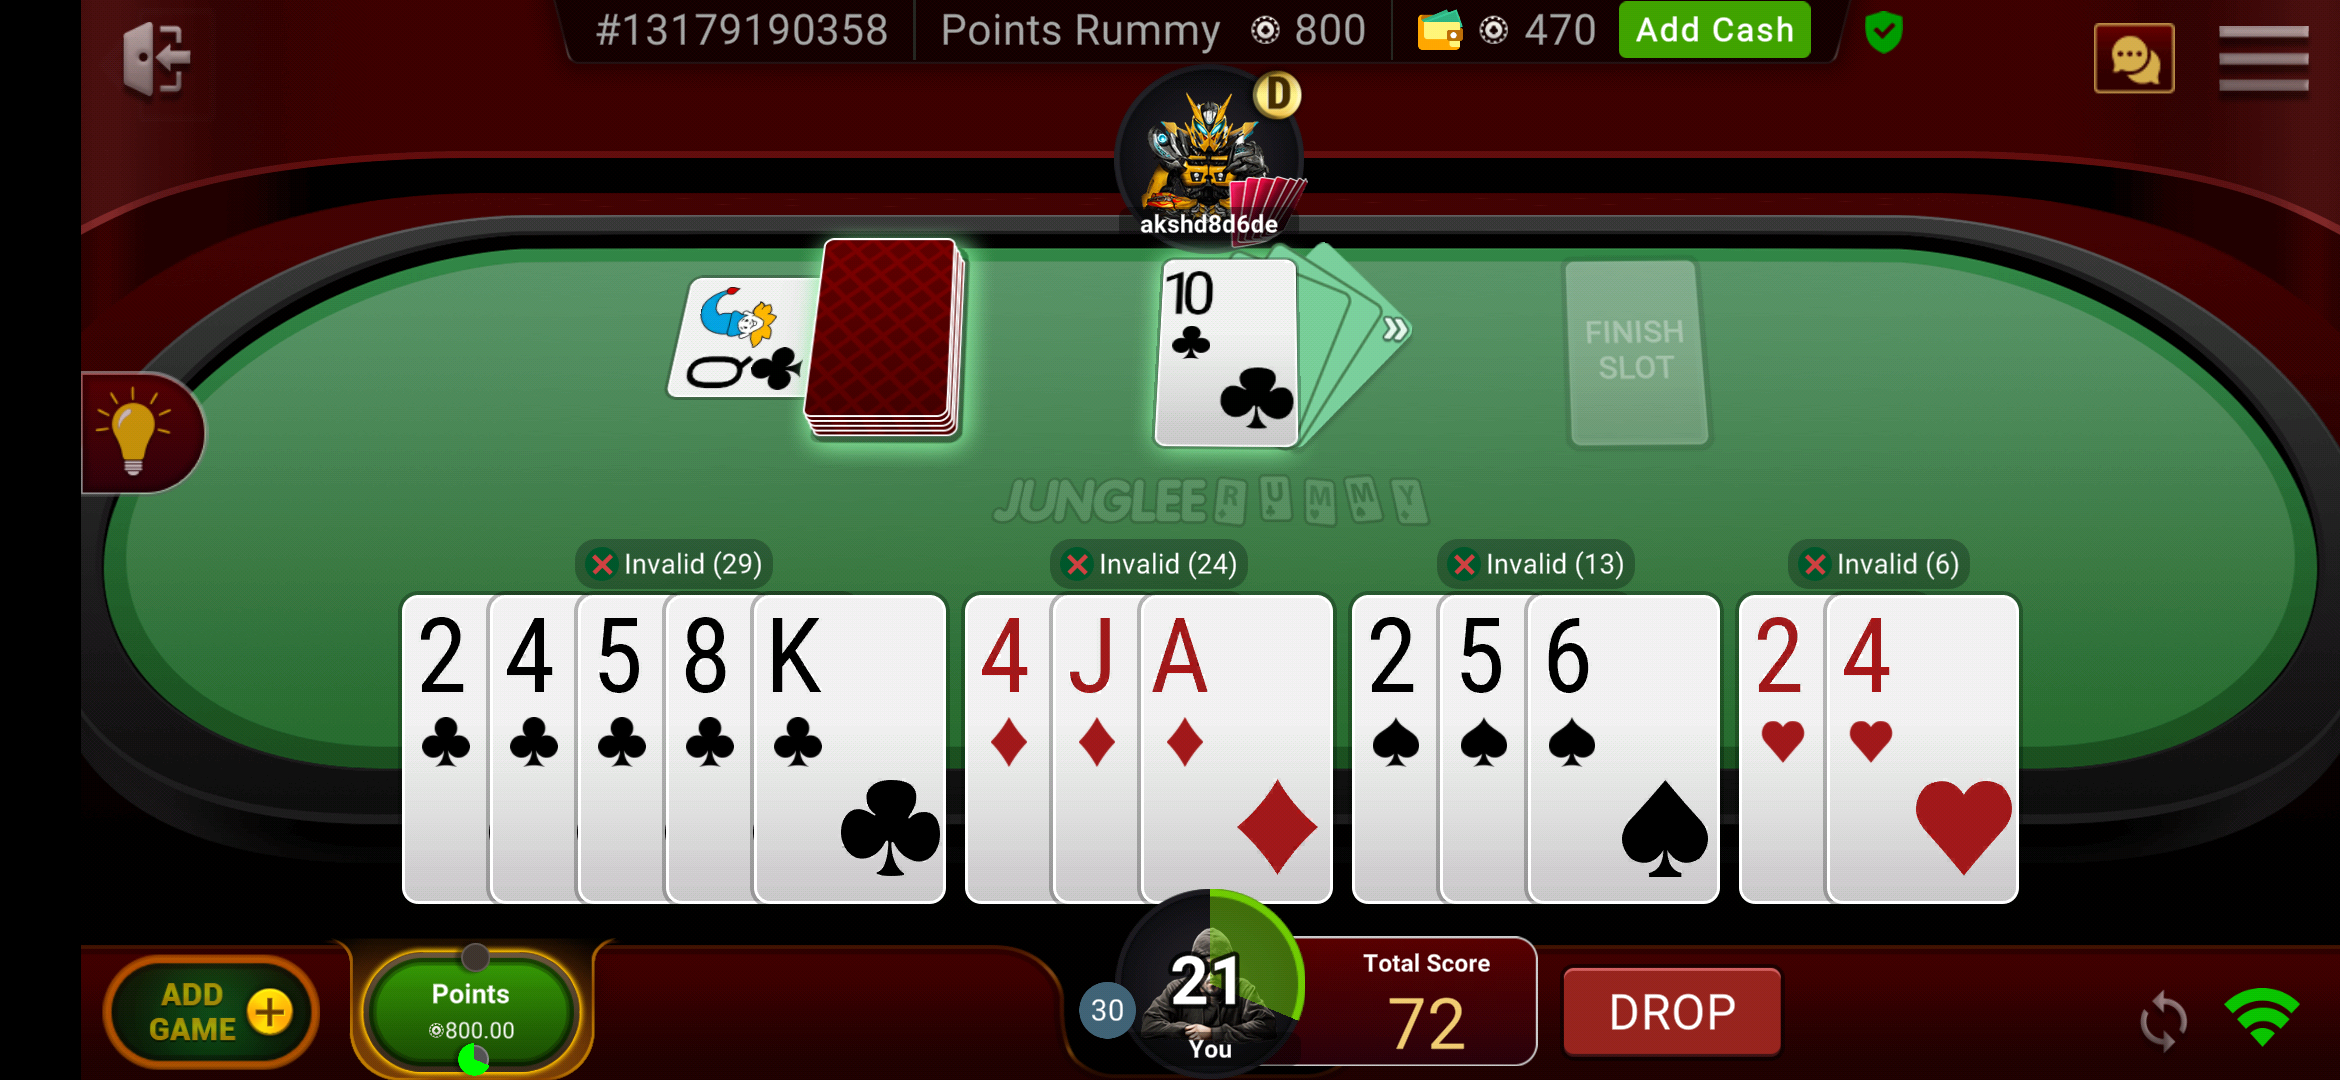 #13179190358 Points Rummy 800 470 Add Cash
D
akshd8d6de
Q
10
FINISH
SLOT
JUNGLEE RUMMY
Invalid (29) Invalid (24) Invalid (13) Invalid (6)
2 4 5 8 K 4 J A 2 5 6 2 4
ADD
GAME
Points
800.00
30
21
You
Total Score
72
DROP